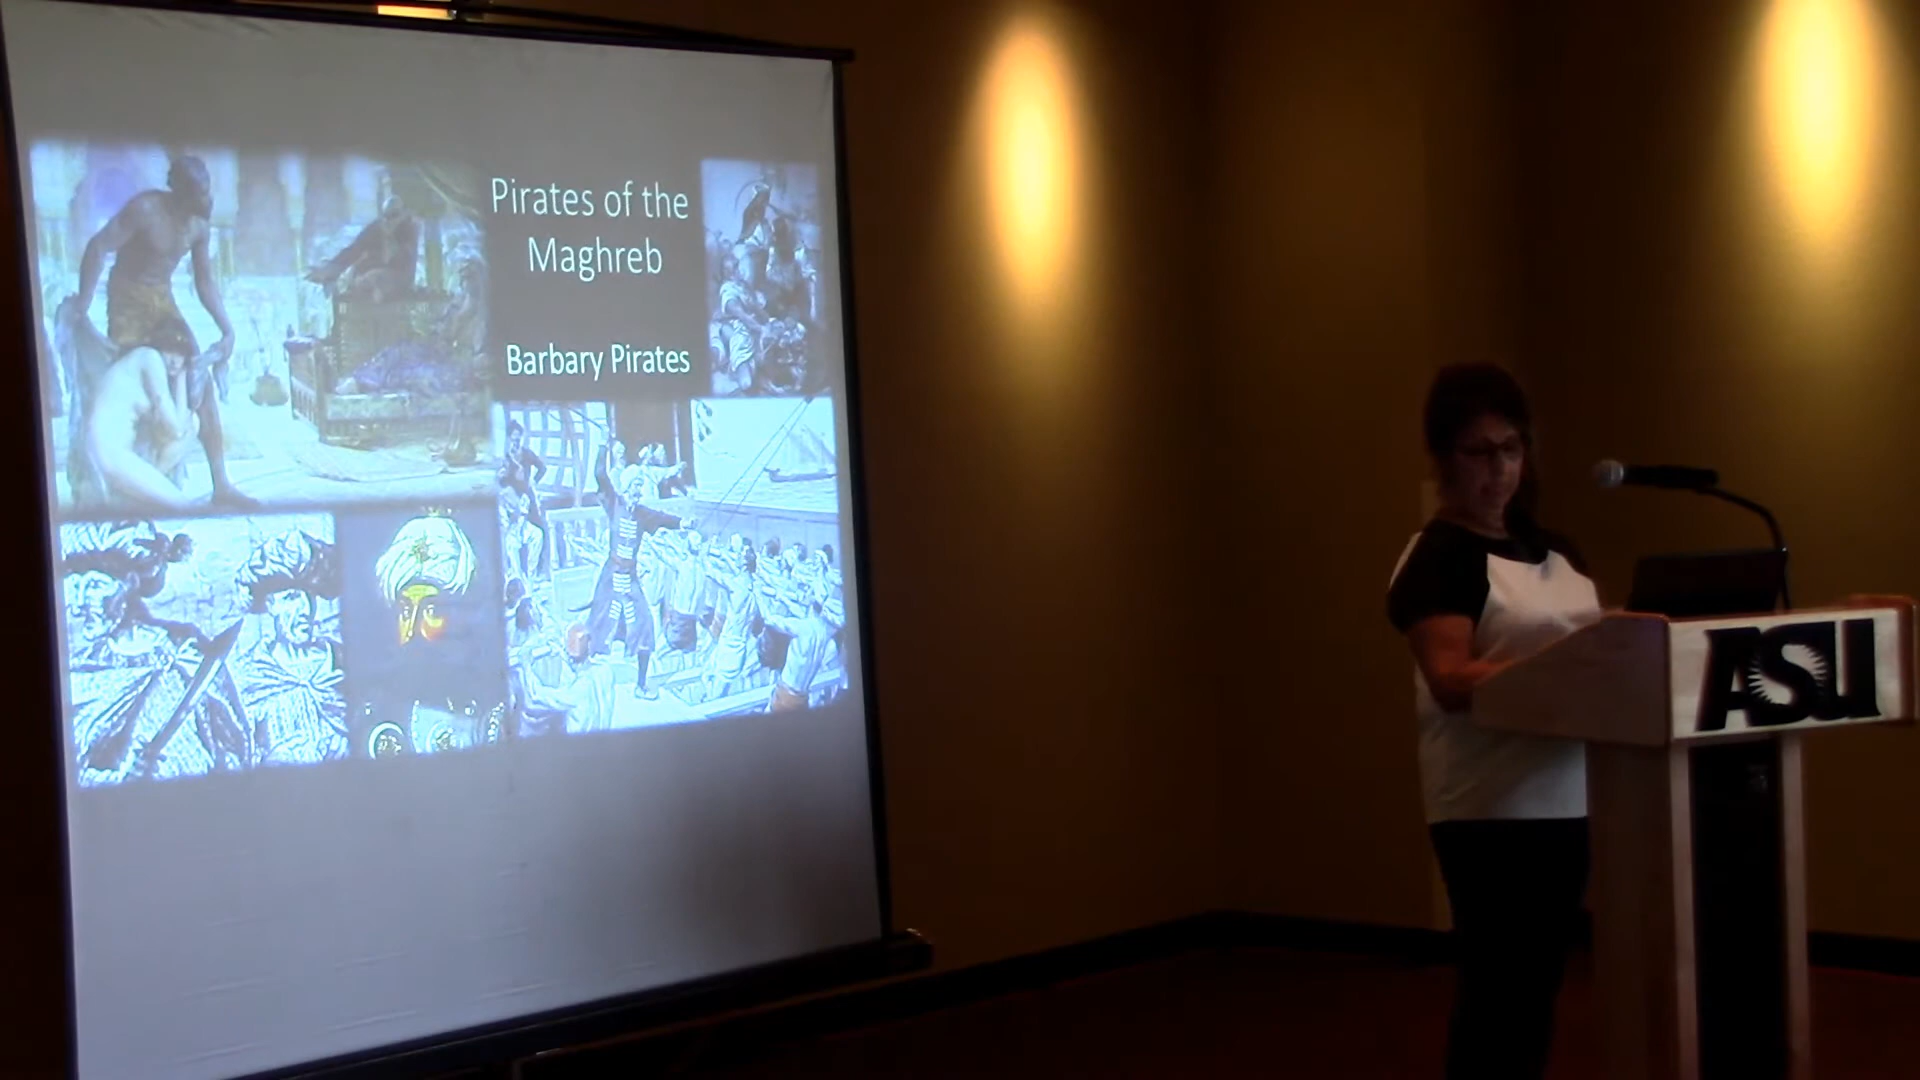 Pirates of the
Maghreb
Barbary Pirates
ASU